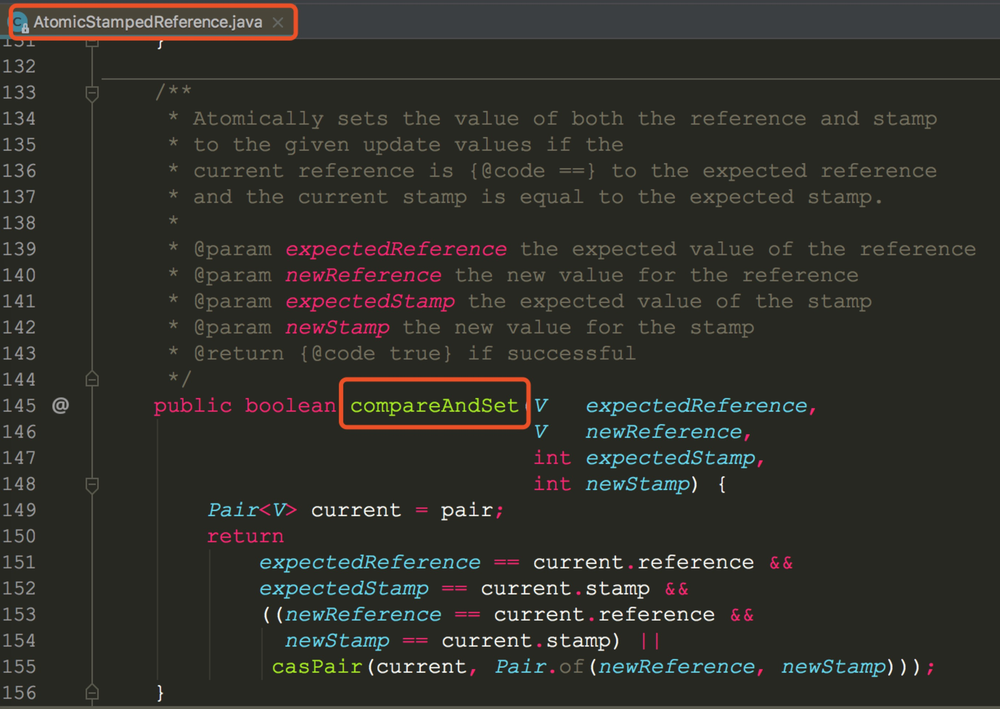 C AtomicStampedReference.java ×
131 }
132
133 /**
134 * Atomically sets the value of both the reference and stamp
135 * to the given update values if the
136 * current reference is {@code ==} to the expected reference
137 * and the current stamp is equal to the expected stamp.
138 *
139 * @param expectedReference the expected value of the reference
140 * @param newReference the new value for the reference
141 * @param expectedStamp the expected value of the stamp
142 * @param newStamp the new value for the stamp
143 * @return {@code true} if successful
144 */
145 @ public boolean compareAndSet(V expectedReference,
146 V newReference,
147 int expectedStamp,
148 int newStamp) {
149 Pair<V> current = pair;
150 return
151 expectedReference == current.reference &&
152 expectedStamp == current.stamp &&
153 ((newReference == current.reference &&
154 newStamp == current.stamp) ||
155 casPair(current, Pair.of(newReference, newStamp)));
156 }